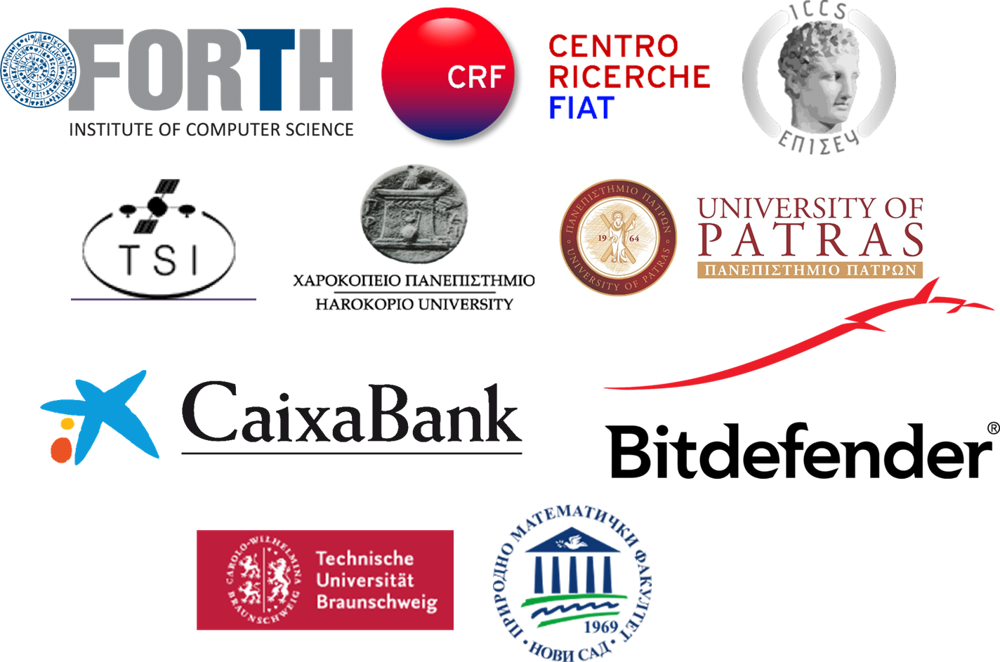 FORTH
INSTITUTE OF COMPUTER SCIENCE
CRF
CENTRO
RICERCHE
FIAT
ICCS
ΕΠΙΣΕΥ
TSI
ΧΑΡΟΚΟΠΕΙΟ ΠΑΝΕΠΙΣΤΗΜΙΟ
HAROKOPIO UNIVERSITY
ΠΑΝΕΠΙΣΤΗΜΙΟ ΠΑΤΡΩΝ
19 64
UNIVERSITY OF PATRAS
UNIVERSITY OF
PATRAS
ΠΑΝΕΠΙΣΤΗΜΙΟ ΠΑΤΡΩΝ
CaixaBank
Bitdefender®
CAROLO-WILHELMINA
BRAUNSCHWEIG
Technische
Universität
Braunschweig
ПРИРОДНО МАТЕМАТИЧКИ ФАКУЛТЕТ
1969
• НОВИ САД •